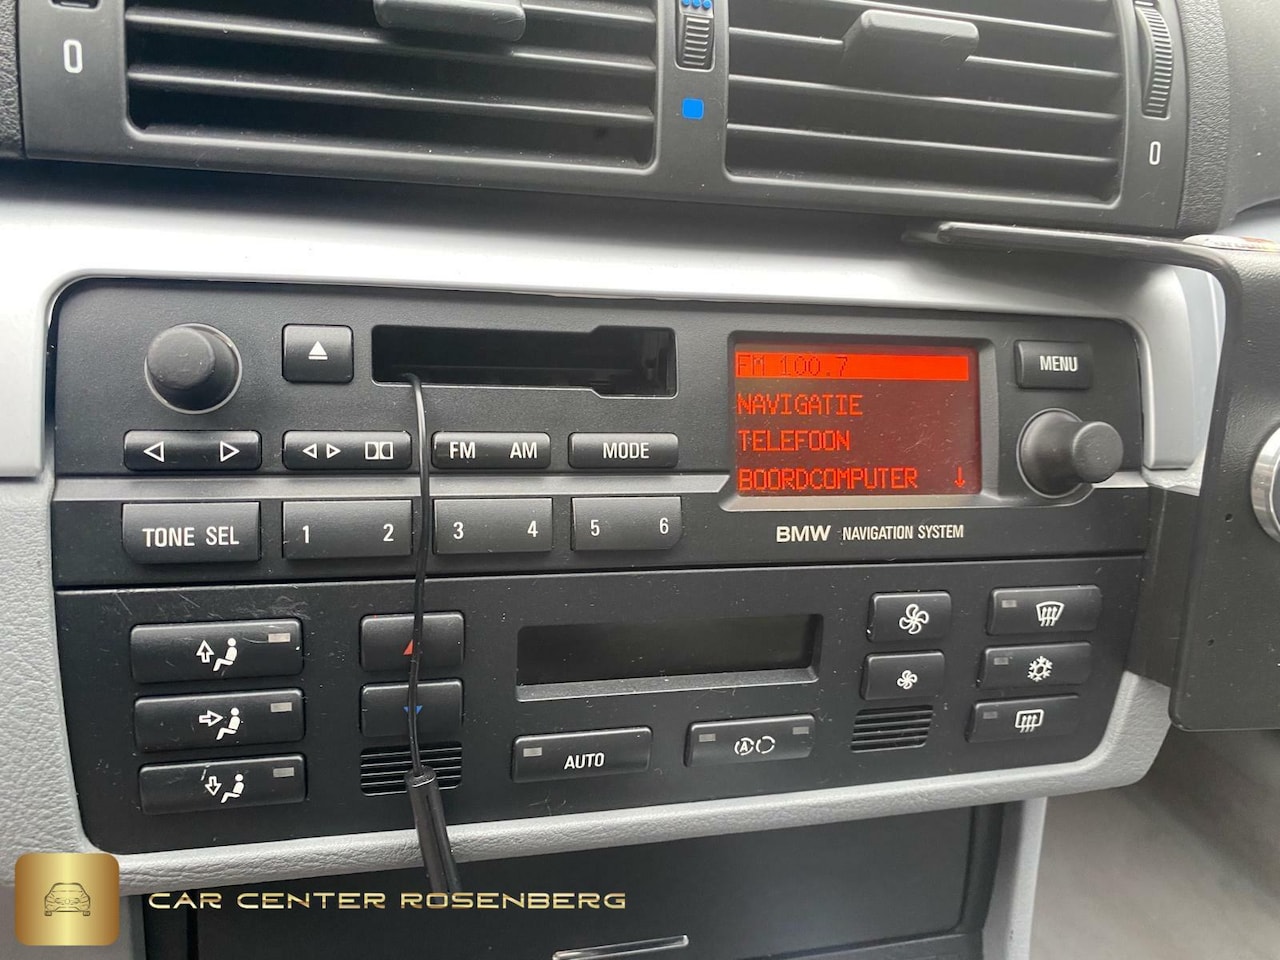 0
0
FM 100.7
MENU
NAVIGATIE
TELEFOON
BOORDCOMPUTER ↓
FM AM
MODE
TONE SEL
1 2
3 4
5 6
BMW NAVIGATION SYSTEM
AUTO
A
CAR CENTER ROSENBERG